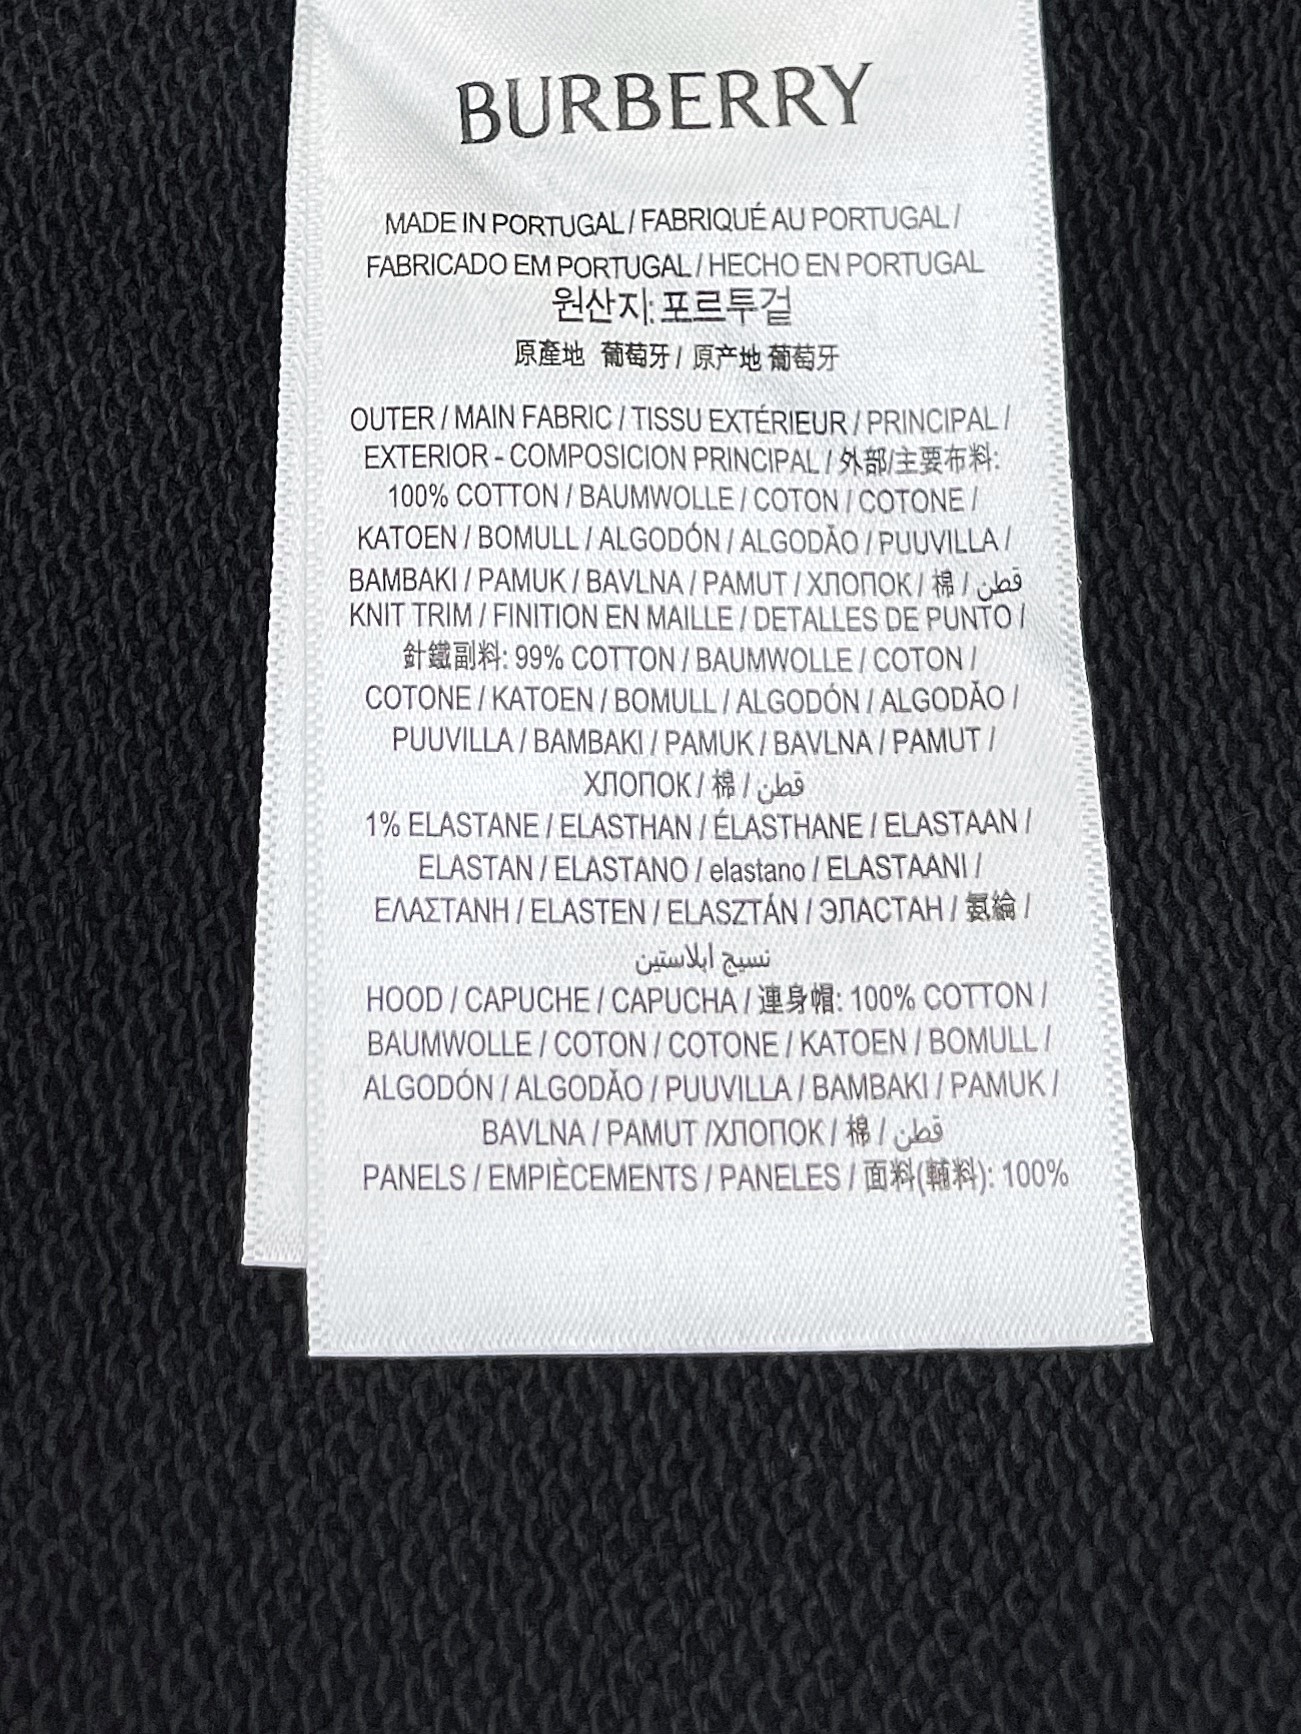 BURBERRY
MADE IN PORTUGAL / FABRIQUÉ AU PORTUGAL /
FABRICADO EM PORTUGAL / HECHO EN PORTUGAL
원산지: 포르투겉
原產地 葡萄牙 / 原产地 葡萄牙
OUTER / MAIN FABRIC / TISSU EXTÉRIEUR / PRINCIPAL /
EXTERIOR - COMPOSICION PRINCIPAL / 外部/主要布料:
100% COTTON / BAUMWOLLE / COTON / COTONE /
KATOEN / BOMULL / ALGODÓN / ALGODĂO / PUUVILLA /
BAMBAKI / PAMUK / BAVLNA / PAMUT / ХЛОПОК / 棉 / قطن
KNIT TRIM / FINITION EN MAILLE / DETALLES DE PUNTO /
針鐵副料: 99% COTTON / BAUMWOLLE / COTON /
COTONE / KATOEN / BOMULL / ALGODÓN / ALGODĂO /
PUUVILLA / BAMBAKI / PAMUK / BAVLNA / PAMUT /
ХЛОПОК / 棉 / قطن
1% ELASTANE / ELASTHAN / ÉLASTHANE / ELASTAAN /
ELASTAN / ELASTANO / elastano / ELASTAANI /
ΕΛΑΣΤΑΝΗ / ELASTEN / ELASZTÁN / ЭЛАСТАН / 氨綸 /
نسيج ايلاستين
HOOD / CAPUCHE / CAPUCHA / 連身帽: 100% COTTON /
BAUMWOLLE / COTON / COTONE / KATOEN / BOMULL /
ALGODÓN / ALGODĂO / PUUVILLA / BAMBAKI / PAMUK /
BAVLNA / PAMUT /ХЛОПОК / 棉 / قطن
PANELS / EMPIÈCEMENTS / PANELES / 面料(輔料): 100%